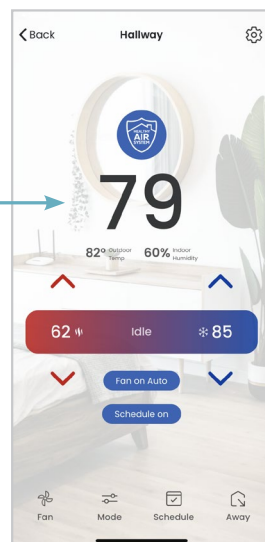 Back
Hallway
HEALTHY
AIR
SYSTEM
79
82° Outdoor Temp
60% Indoor Humidity
62 Idle 85
Fan on Auto
Schedule on
Fan Mode Schedule Away